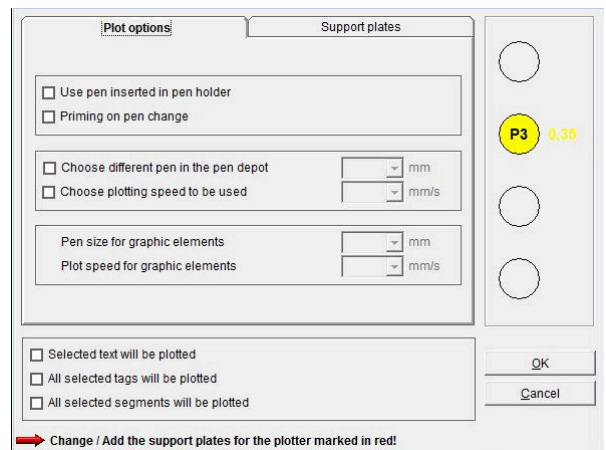 Plot options
Support plates
Use pen inserted in pen holder
Priming on pen change
Choose different pen in the pen depot
mm
Choose plotting speed to be used
mm/s
Pen size for graphic elements
mm
Plot speed for graphic elements
mm/s
P3
0,35
Selected text will be plotted
All selected tags will be plotted
All selected segments will be plotted
OK
Cancel
Change / Add the support plates for the plotter marked in red!